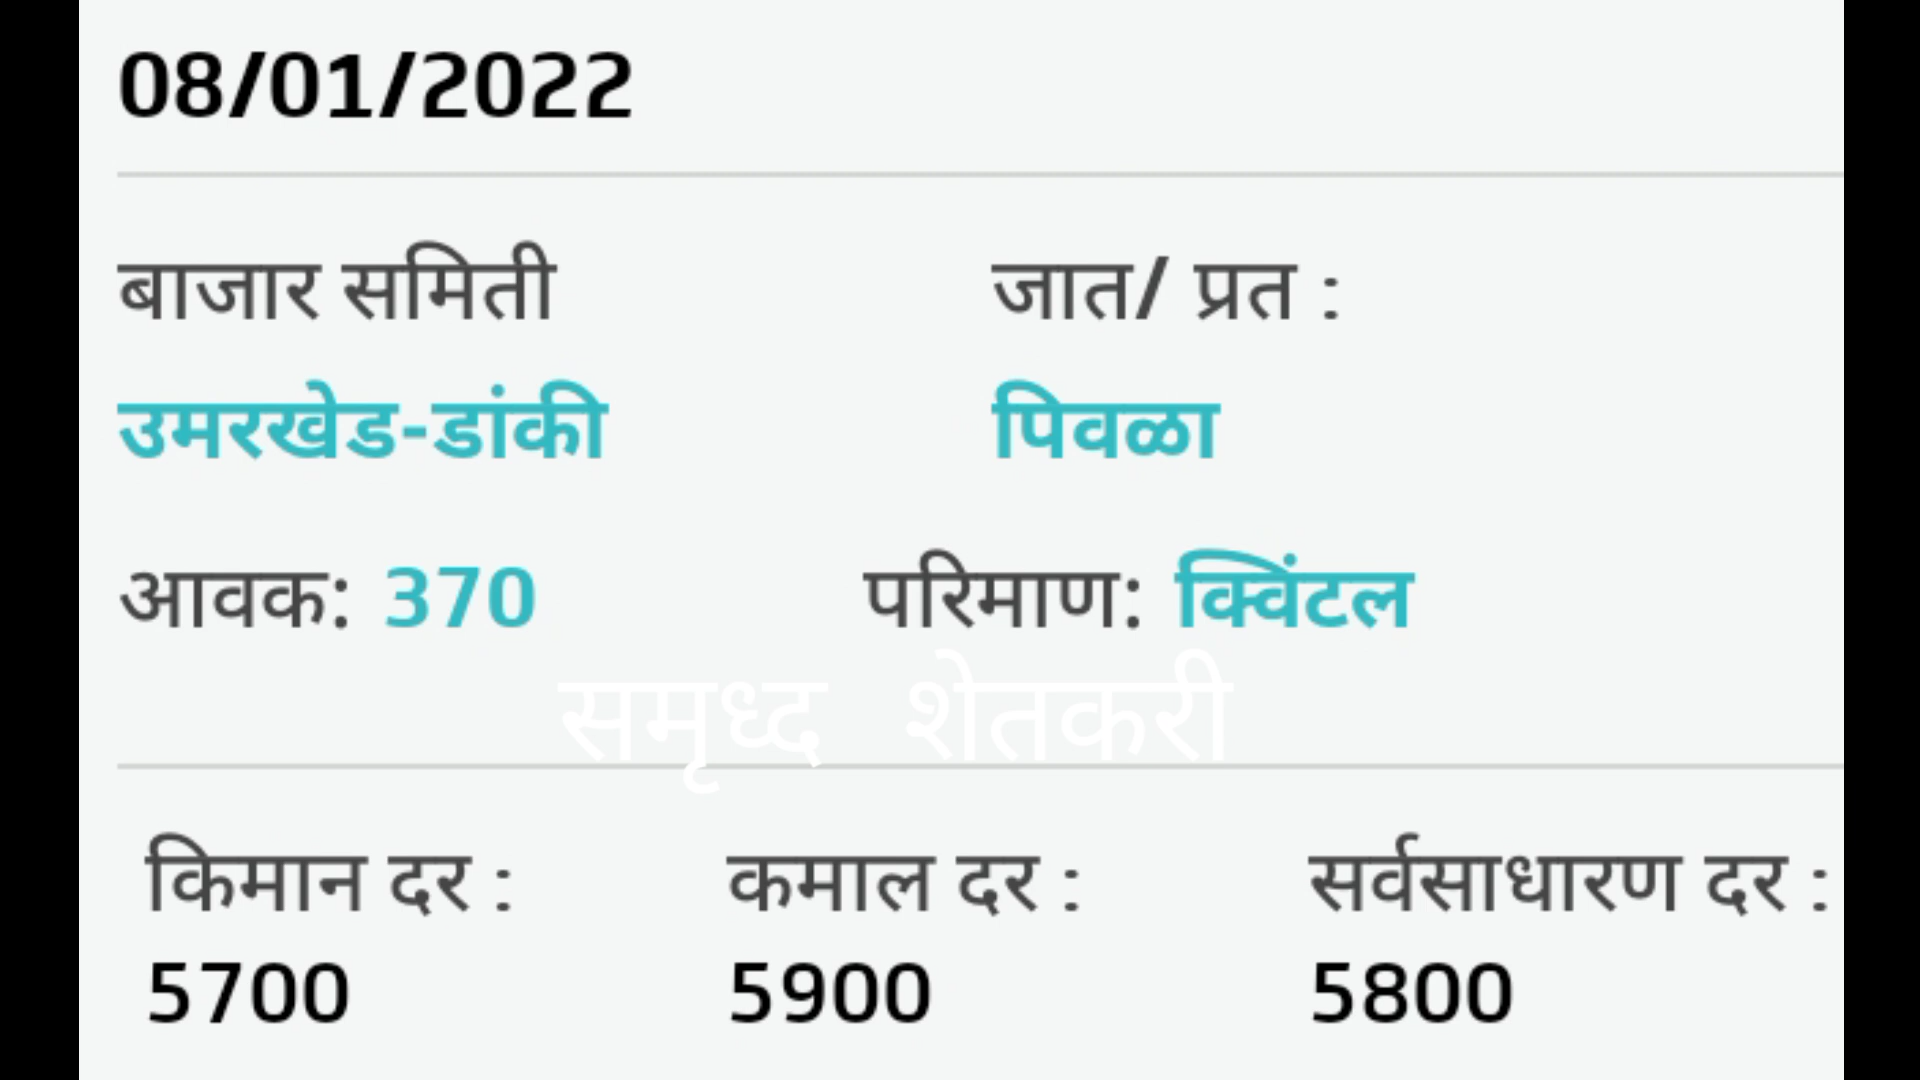 08/01/2022
बाजार समिती जात/ प्रत :
उमरखेड-डांकी पिवळा
आवक: 370 परिमाण: क्विंटल
समृध्द शेतकरी
किमान दर : कमाल दर : सर्वसाधारण दर :
5700 5900 5800